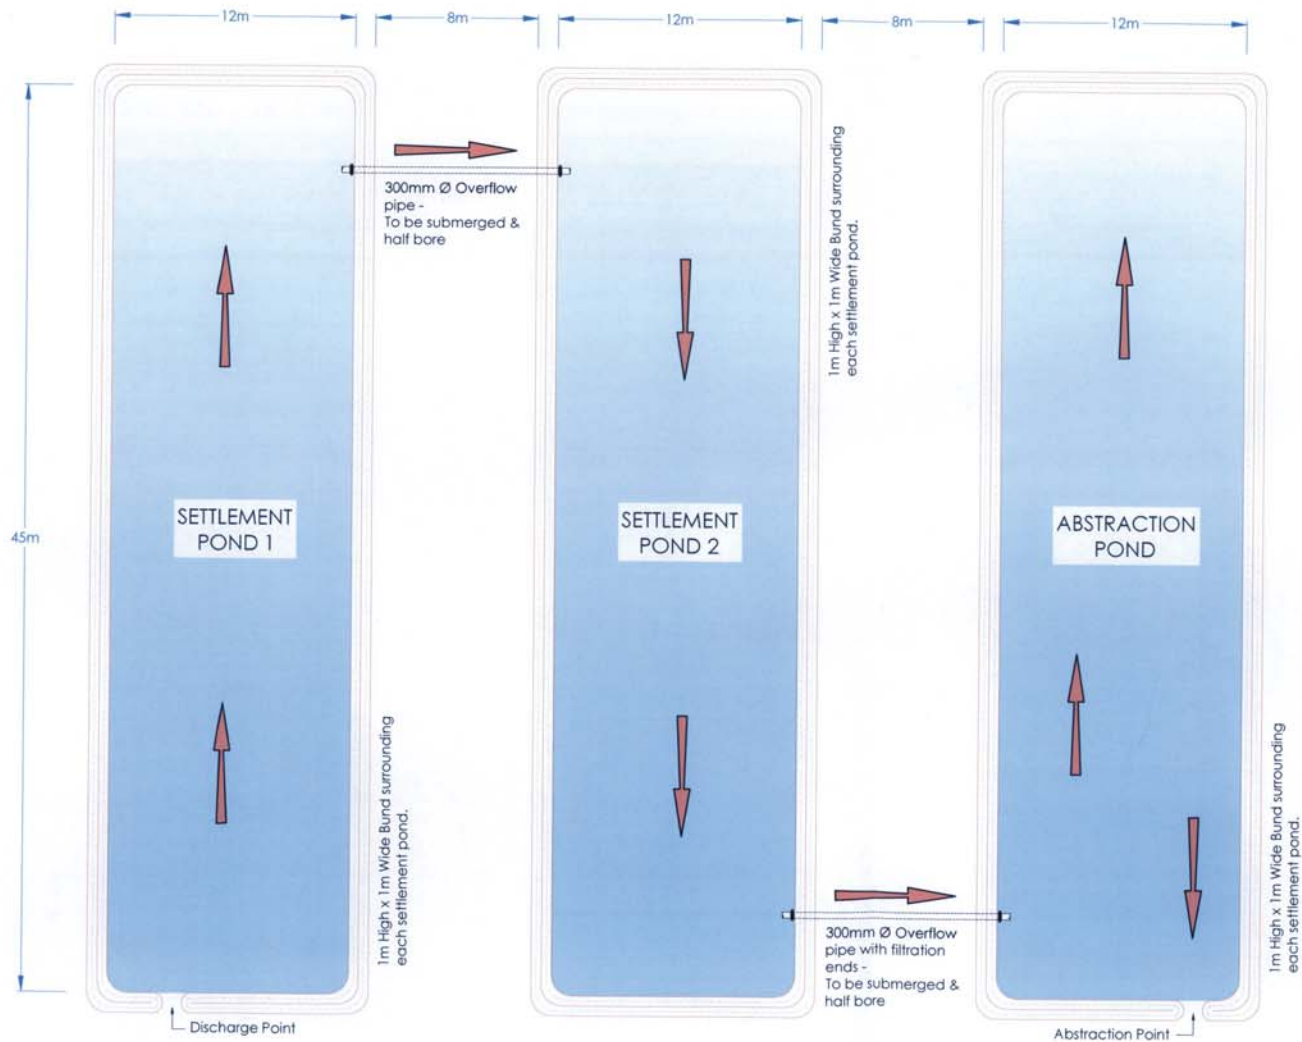 12m
8m
12m
8m
12m
45m
300mm Ø Overflow
pipe -
To be submerged &
half bore
1m High x 1m Wide Bund surrounding
each settlement pond.
SETTLEMENT
POND 1
SETTLEMENT
POND 2
ABSTRACTION
POND
1m High x 1m Wide Bund surrounding
each settlement pond.
1m High x 1m Wide Bund surrounding
each settlement pond.
300mm Ø Overflow
pipe with filtration
ends -
To be submerged &
half bore
Discharge Point
Abstraction Point